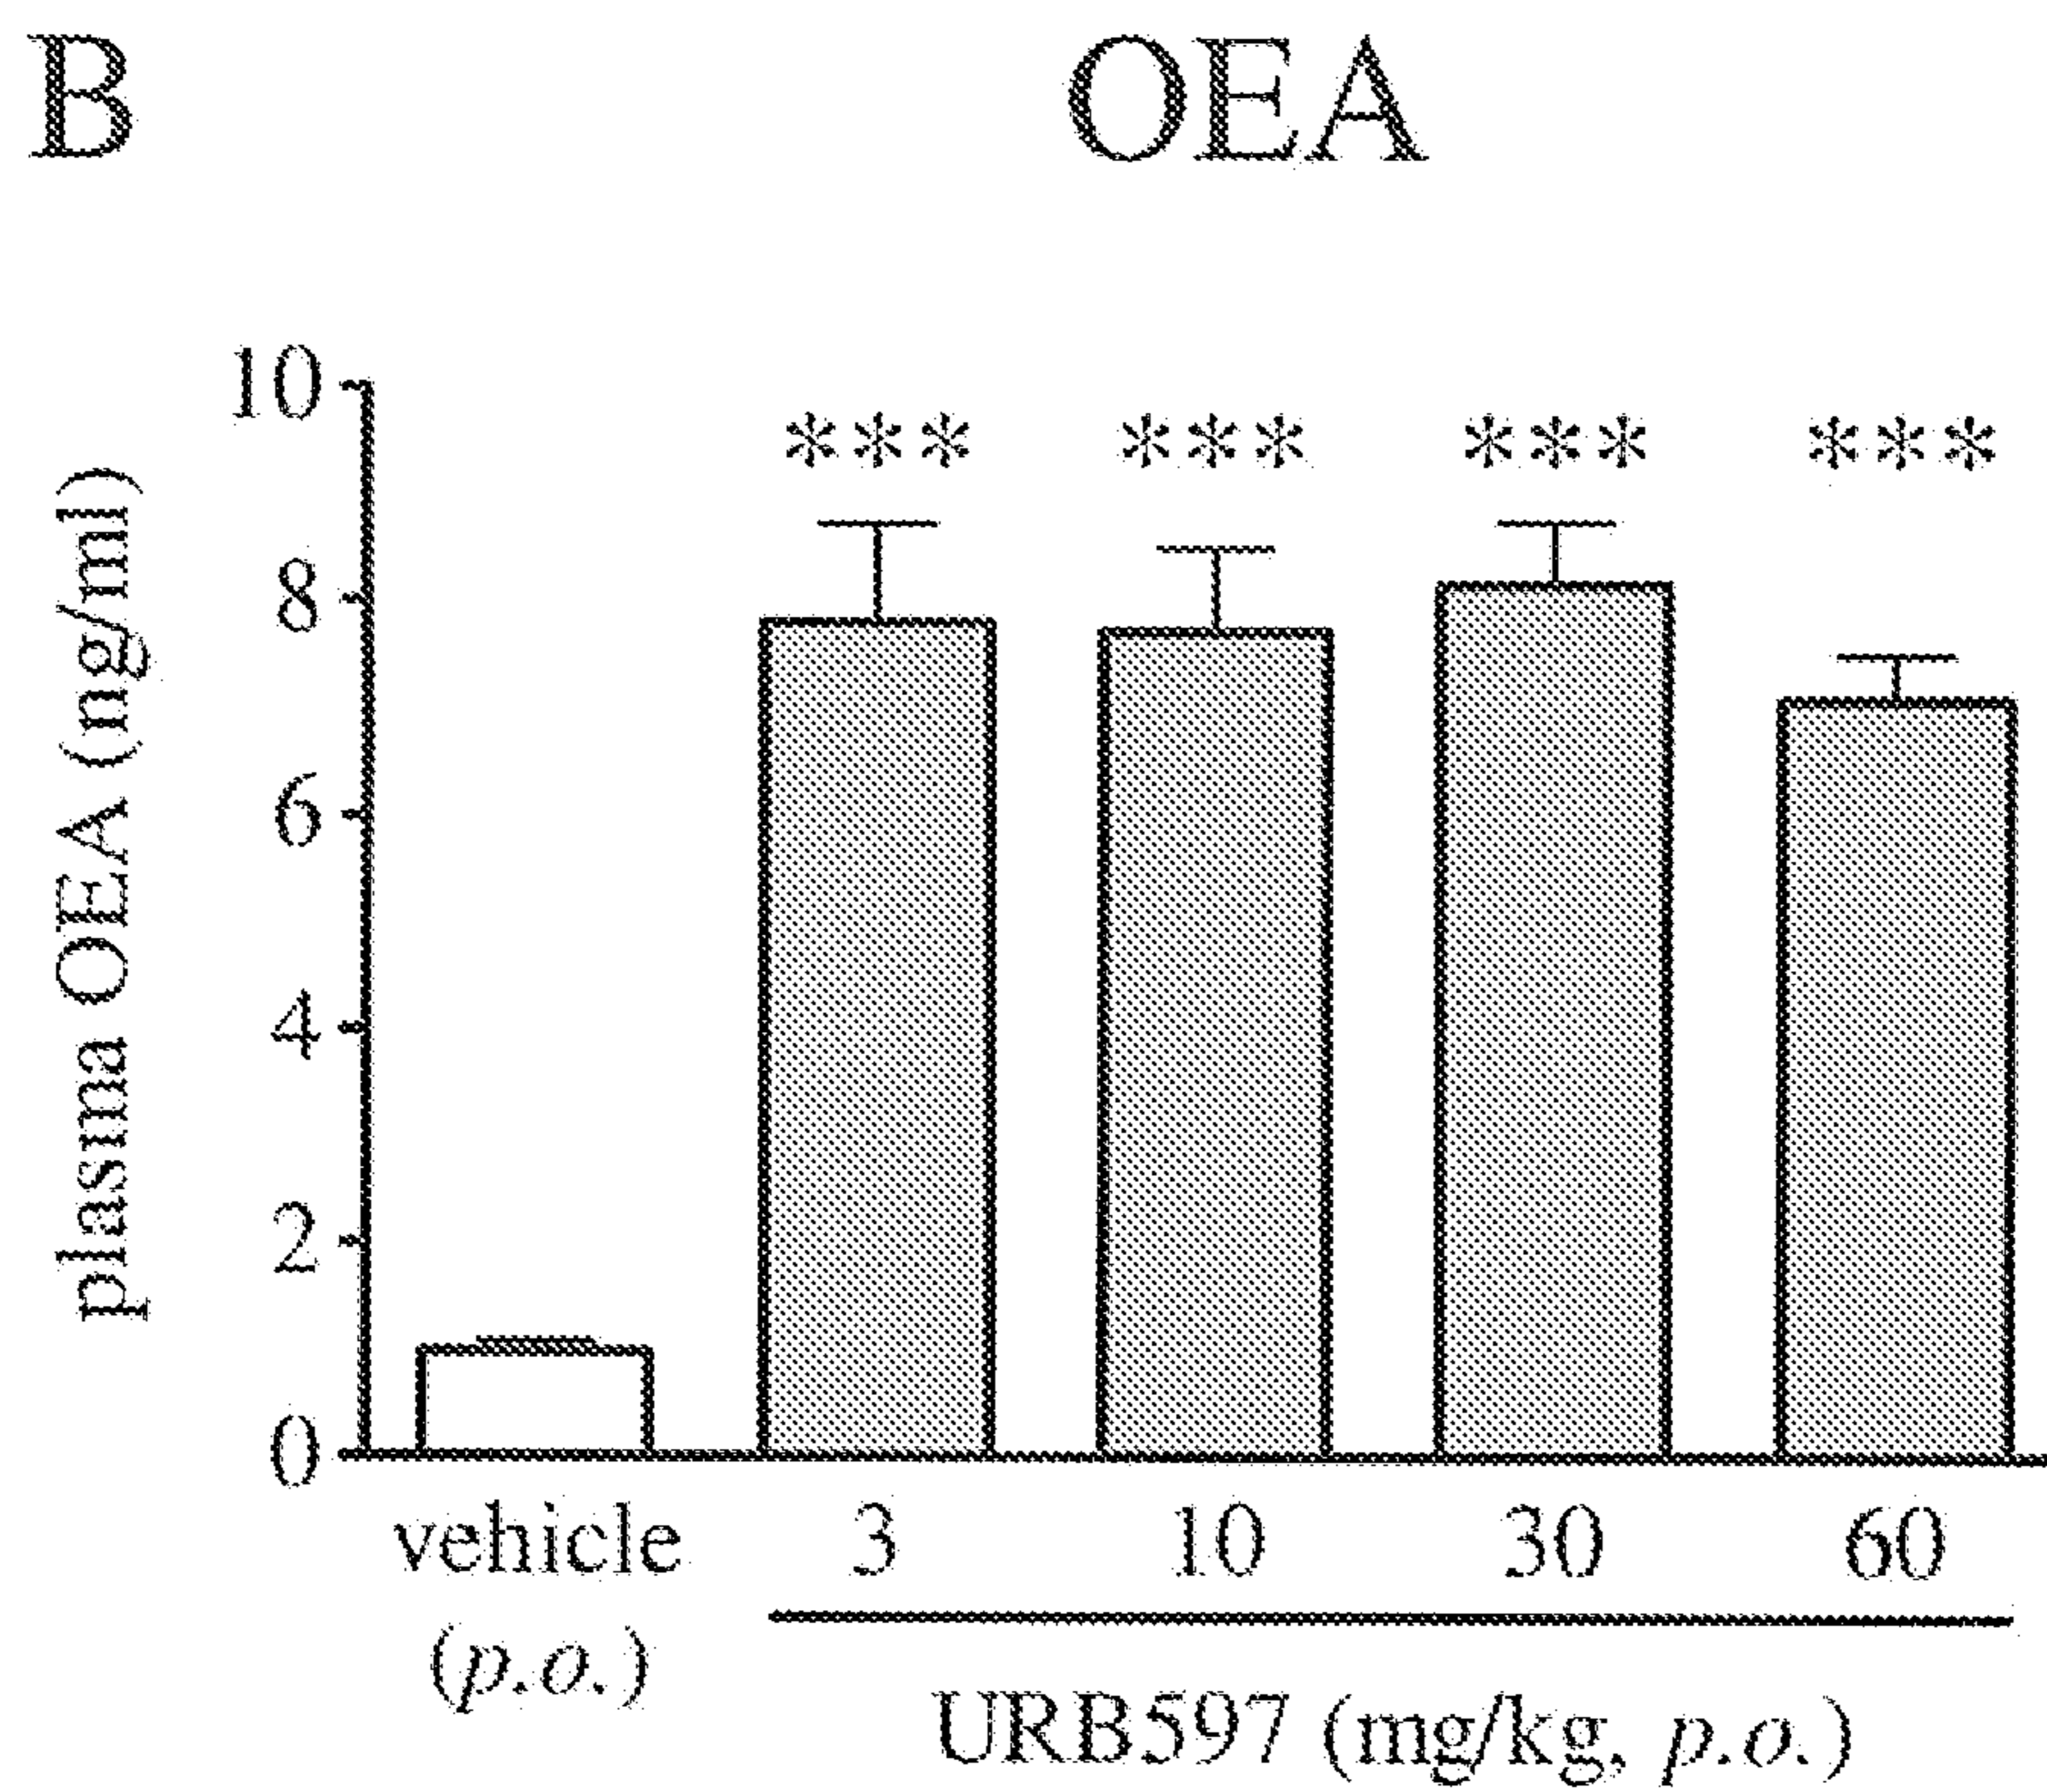 B
OEA
10
8
6
4
2
0
plasma OEA (ng/ml)
*** *** *** ***
vehicle 3 10 30 60
(p.o.)
URB597 (mg/kg, p.o.)